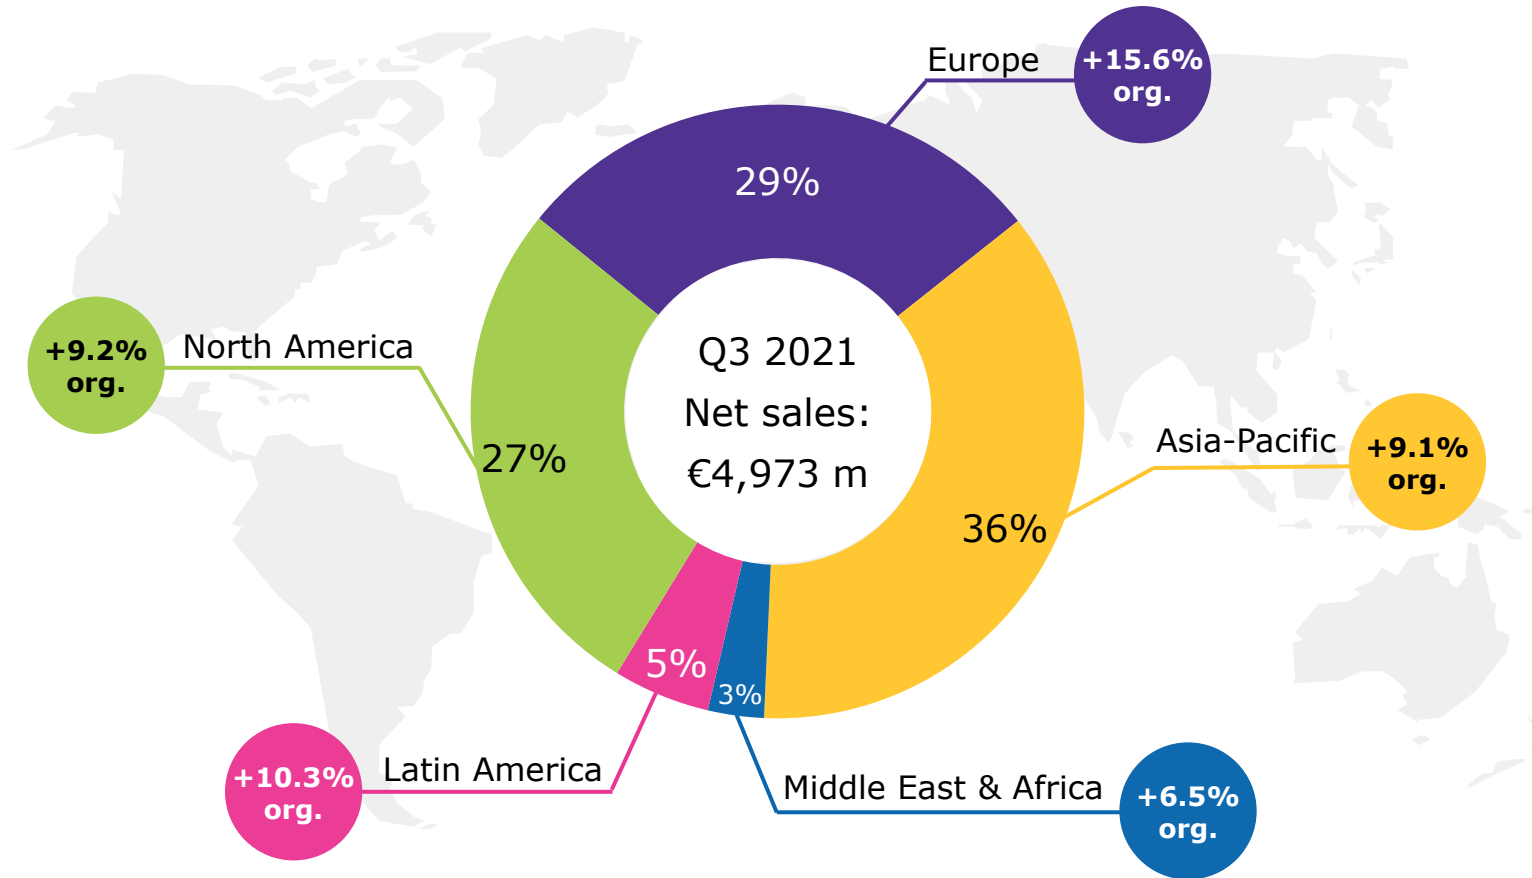 Europe
+15.6%
org.
29%
+9.2%
org.
North America
27%
Q3 2021
Net sales:
€4,973 m
Asia-Pacific
+9.1%
org.
36%
5%
3%
+10.3%
org.
Latin America
Middle East & Africa
+6.5%
org.